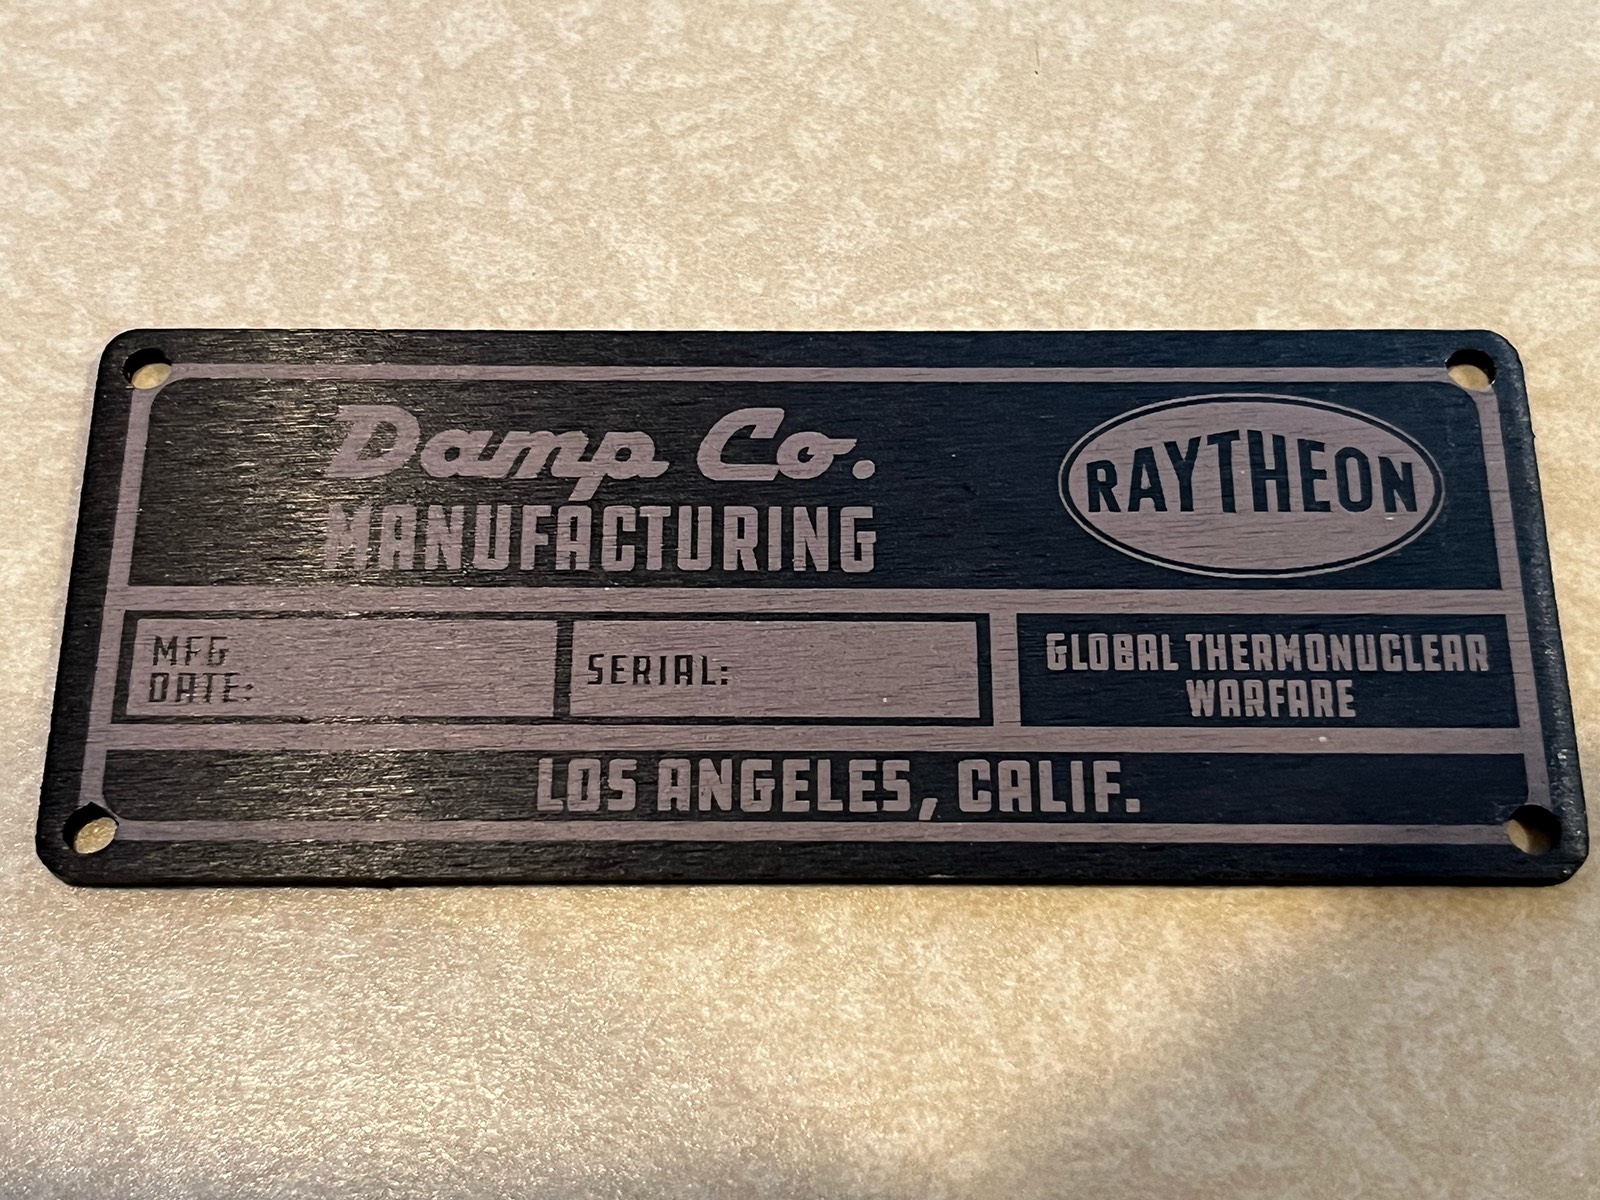 Damp Co.
MANUFACTURING
RAYTHEON
MFG
DATE:
SERIAL:
GLOBAL THERMONUCLEAR
WARFARE
LOS ANGELES, CALIF.